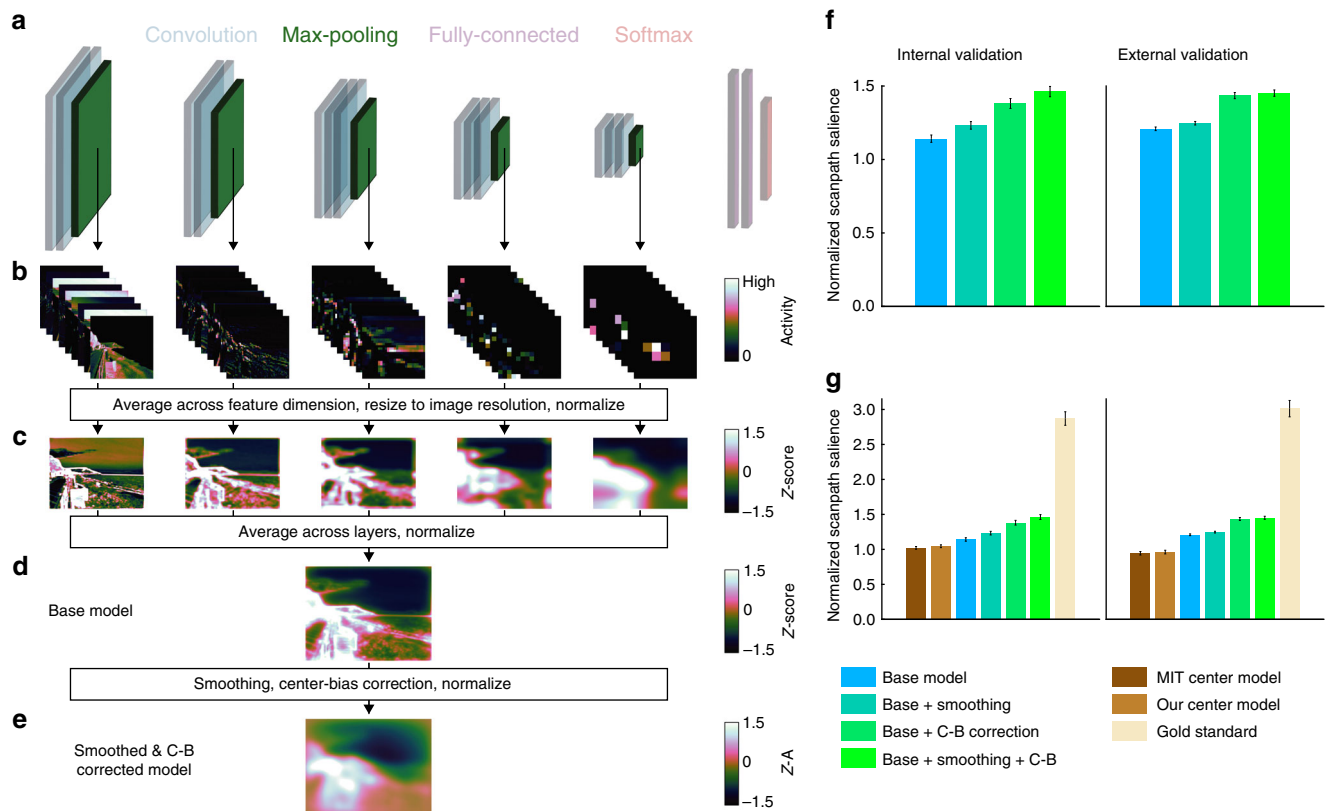 a
Convolution Max-pooling Fully-connected Softmax
b
High
0
Activity
Average across feature dimension, resize to image resolution, normalize
c
1.5
0
–1.5
Z-score
Average across layers, normalize
d
Base model
1.5
0
–1.5
Z-score
Smoothing, center-bias correction, normalize
e
Smoothed & C-B
corrected model
1.5
0
–1.5
Z-A
f
Internal validation External validation
Normalized scanpath salience
1.5
1.0
0.5
0.0
g
Normalized scanpath salience
3.0
2.5
2.0
1.5
1.0
0.5
0.0
Base model
Base + smoothing
Base + C-B correction
Base + smoothing + C-B
MIT center model
Our center model
Gold standard